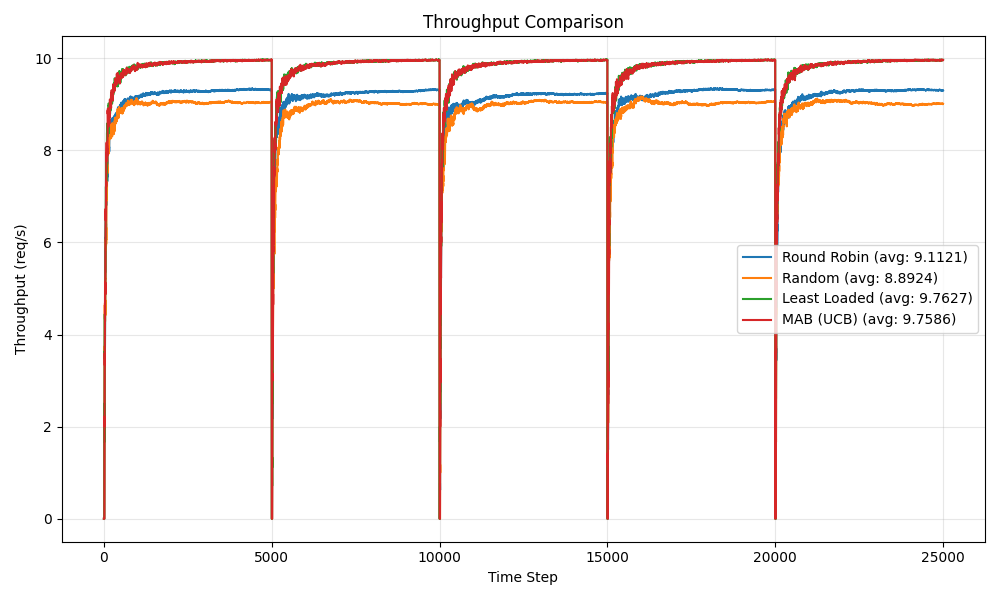 Throughput Comparison
Throughput (req/s)
10
8
6
4
2
0
Round Robin (avg: 9.1121)
Random (avg: 8.8924)
Least Loaded (avg: 9.7627)
MAB (UCB) (avg: 9.7586)
0 5000 10000 15000 20000 25000
Time Step